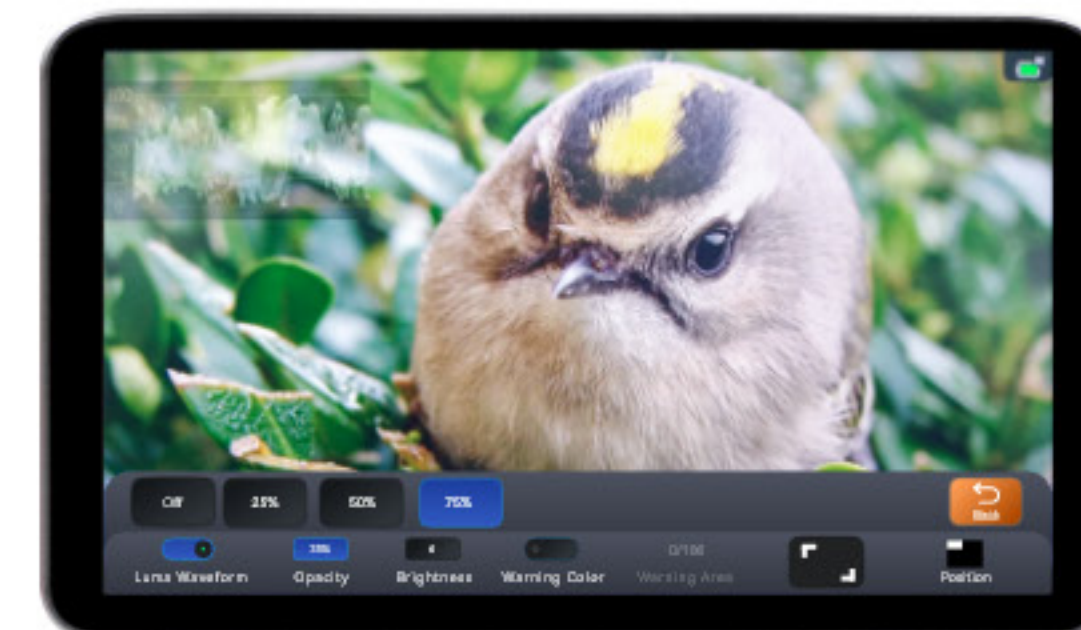 Off 25% 50% 75%
Back
Luma Waveform Opacity Brightness Warning Color 0/100 Warning Area Position